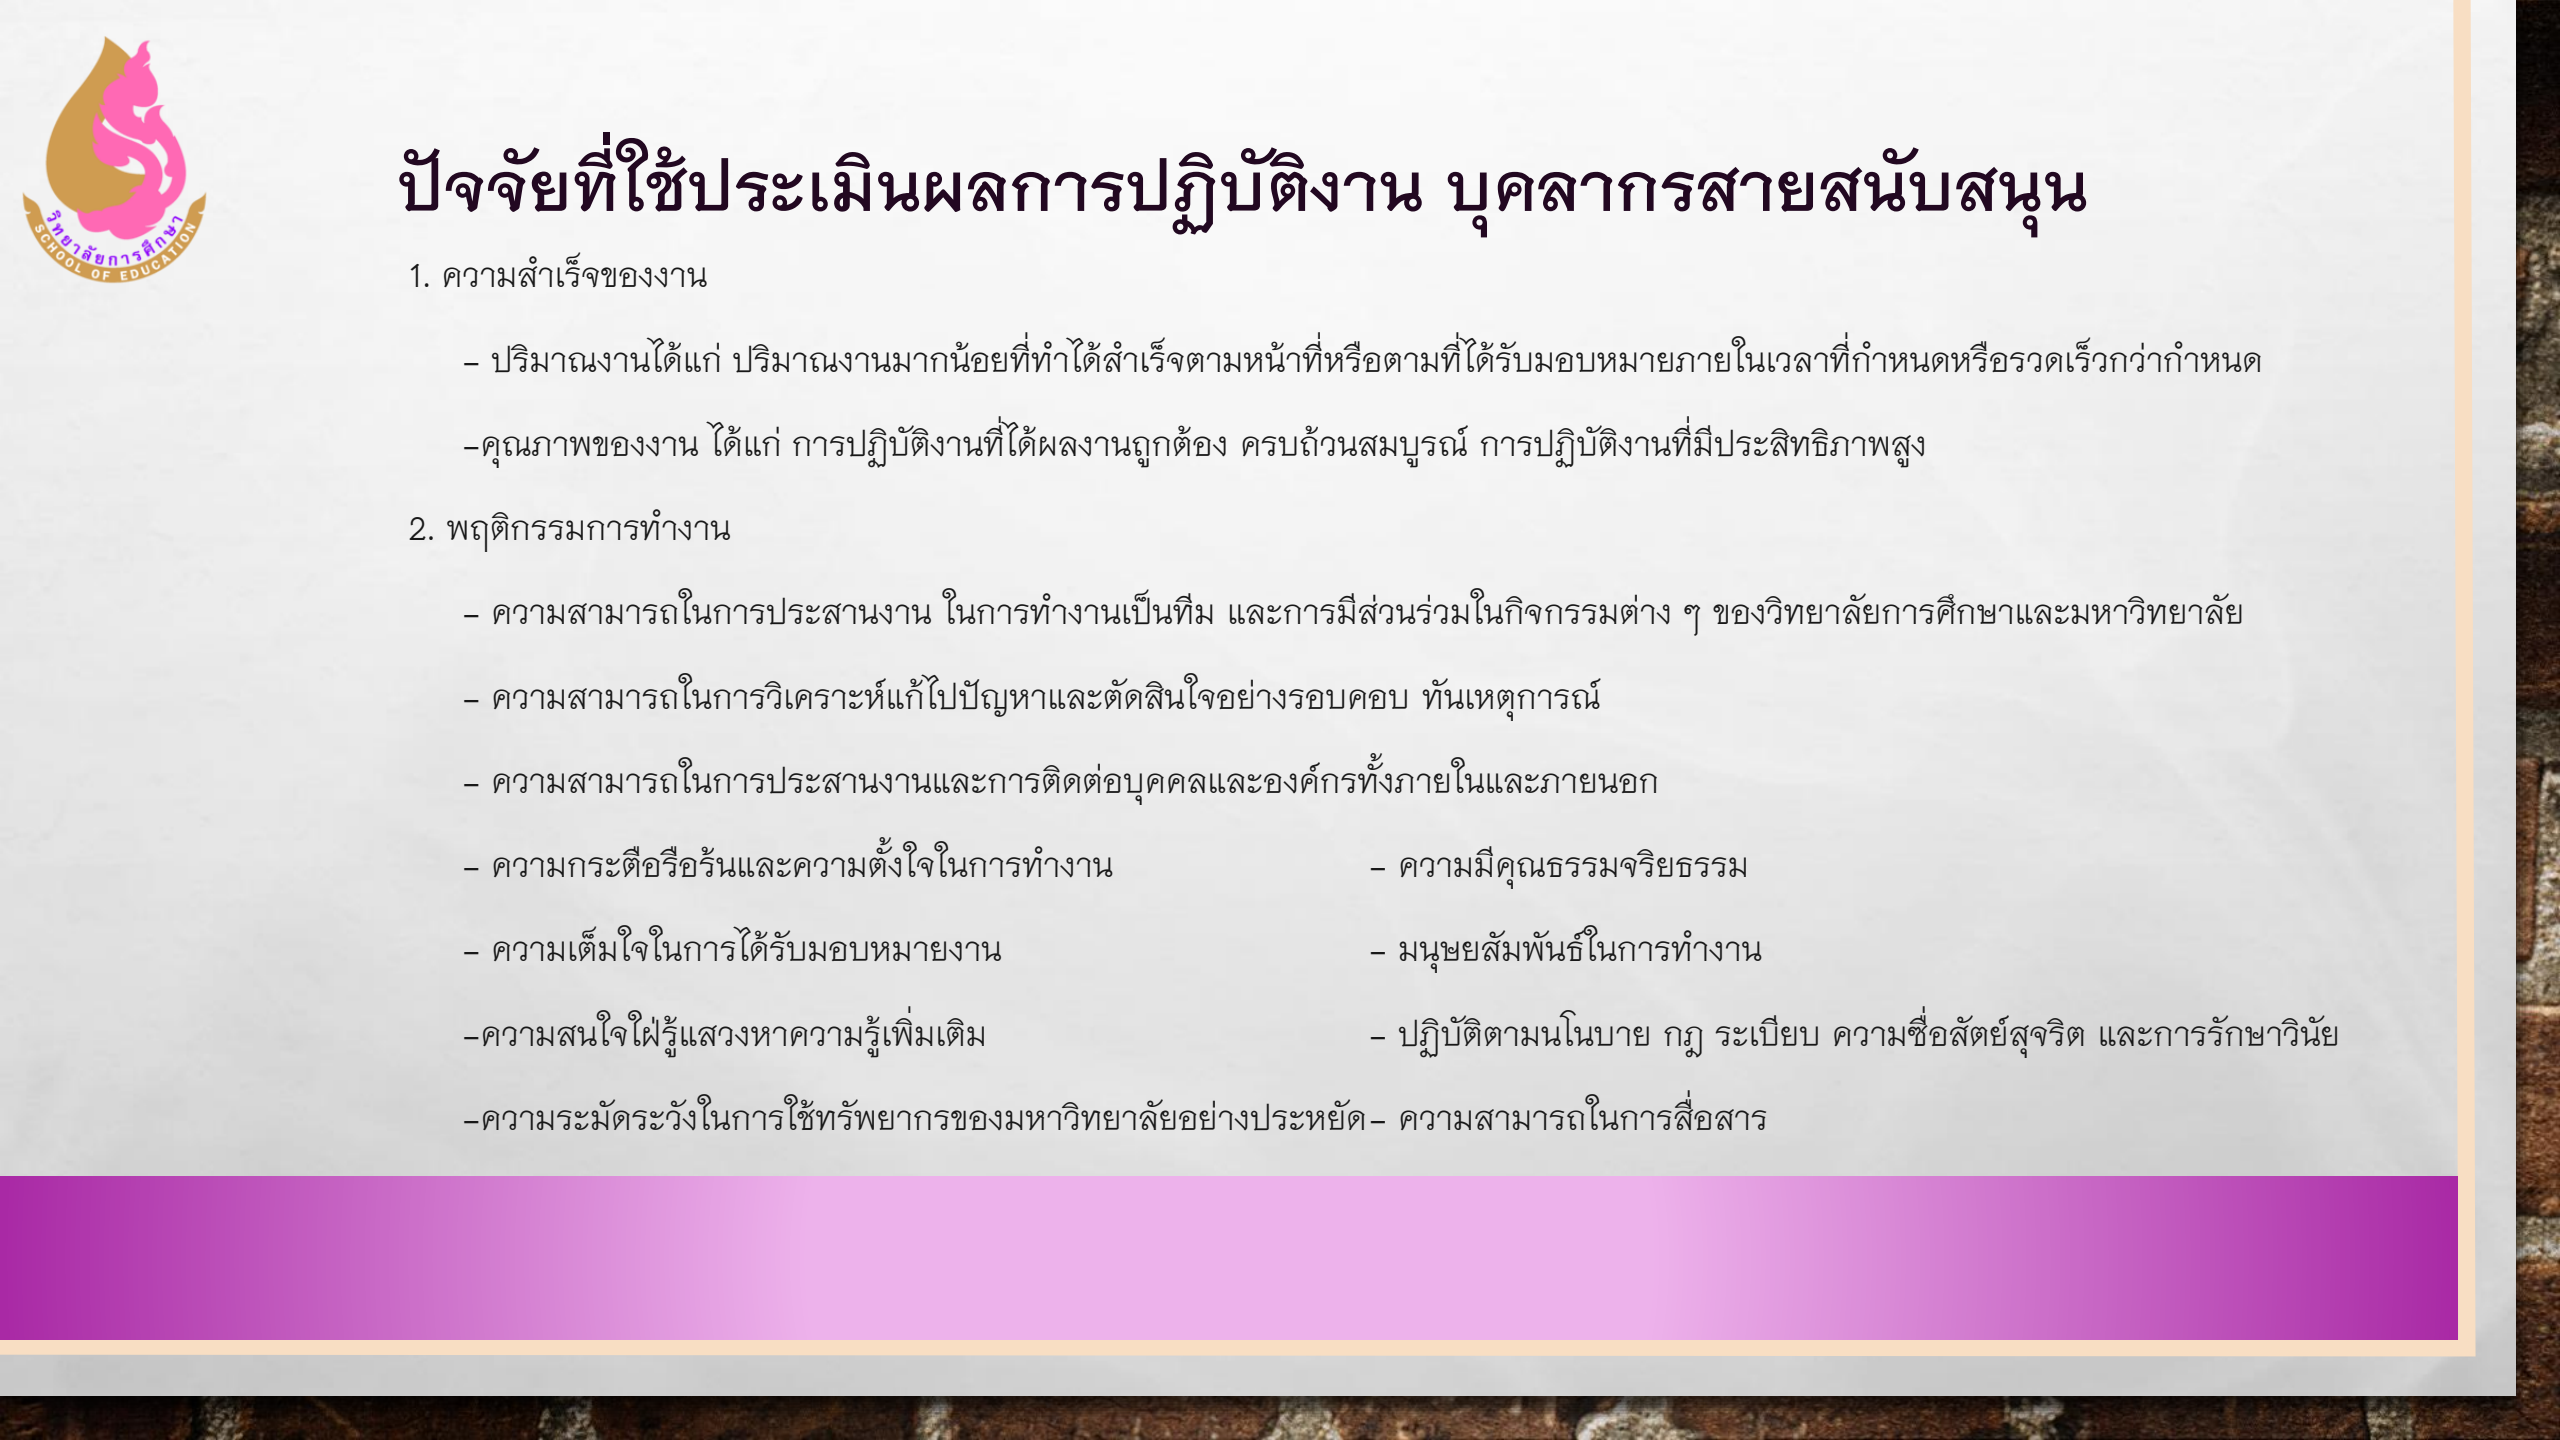 วิทยาลัยการศึกษา
SCHOOL OF EDUCATION
ปัจจัยที่ใช้ประเมินผลการปฏิบัติงาน บุคลากรสายสนับสนุน
1. ความสำเร็จของงาน
- ปริมาณงานได้แก่ ปริมาณงานมากน้อยที่ทำได้สำเร็จตามหน้าที่หรือตามที่ได้รับมอบหมายภายในเวลาที่กำหนดหรือรวดเร็วกว่ากำหนด
-คุณภาพของงาน ได้แก่ การปฏิบัติงานที่ได้ผลงานถูกต้อง ครบถ้วนสมบูรณ์ การปฏิบัติงานที่มีประสิทธิภาพสูง
2. พฤติกรรมการทำงาน
- ความสามารถในการประสานงาน ในการทำงานเป็นทีม และการมีส่วนร่วมในกิจกรรมต่าง ๆ ของวิทยาลัยการศึกษาและมหาวิทยาลัย
- ความสามารถในการวิเคราะห์แก้ไปปัญหาและตัดสินใจอย่างรอบคอบ ทันเหตุการณ์
- ความสามารถในการประสานงานและการติดต่อบุคคลและองค์กรทั้งภายในและภายนอก
- ความกระตือรือร้นและความตั้งใจในการทำงาน - ความมีคุณธรรมจริยธรรม
- ความเต็มใจในการได้รับมอบหมายงาน - มนุษยสัมพันธ์ในการทำงาน
-ความสนใจใฝ่รู้แสวงหาความรู้เพิ่มเติม - ปฏิบัติตามนโนบาย กฎ ระเบียบ ความซื่อสัตย์สุจริต และการรักษาวินัย
-ความระมัดระวังในการใช้ทรัพยากรของมหาวิทยาลัยอย่างประหยัด - ความสามารถในการสื่อสาร